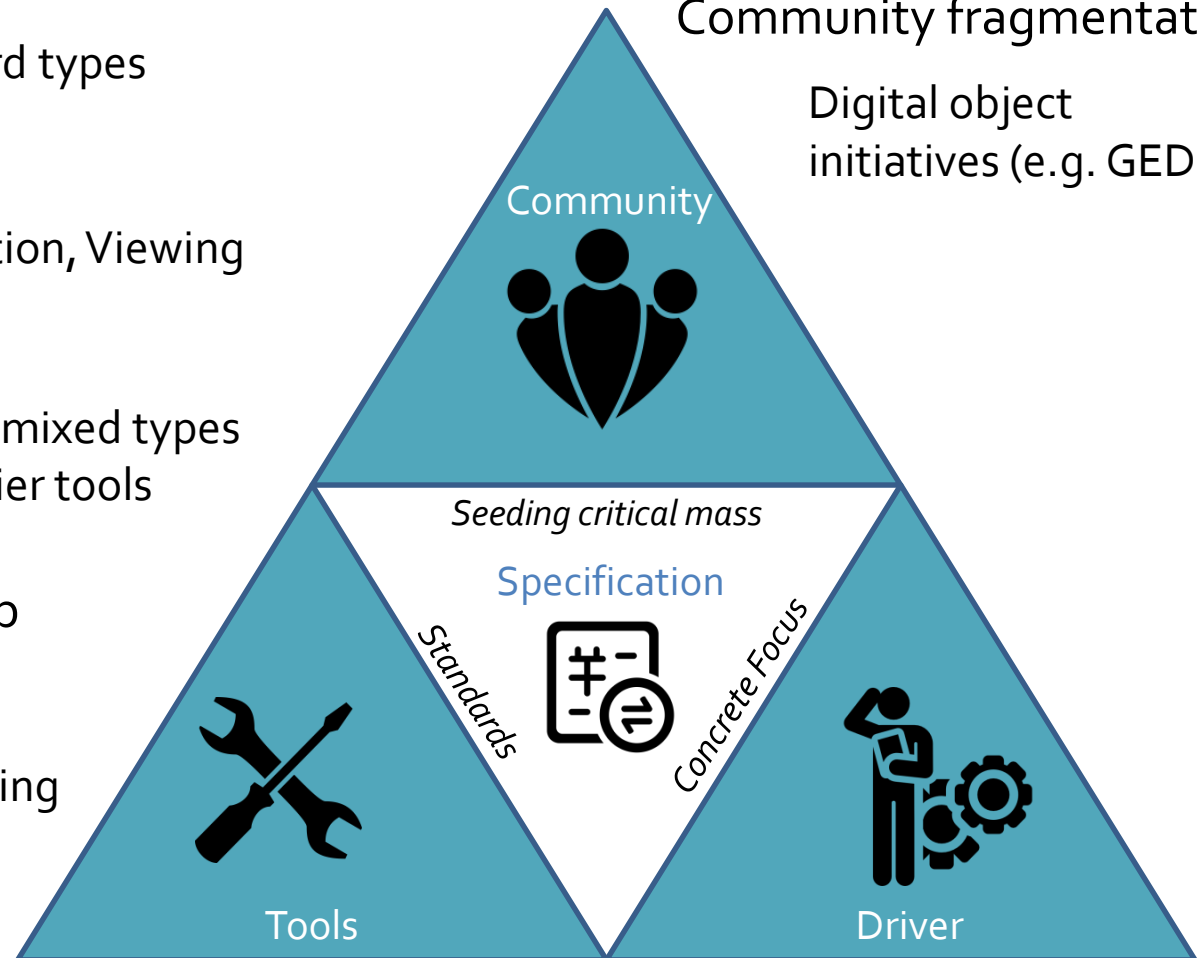 rd types
tion, Viewing
mixed types
ier tools
p
ing
Community fragmentat
Digital object
initiatives (e.g. GED
Community
Seeding critical mass
Specification
Standards
Concrete Focus
Tools
Driver